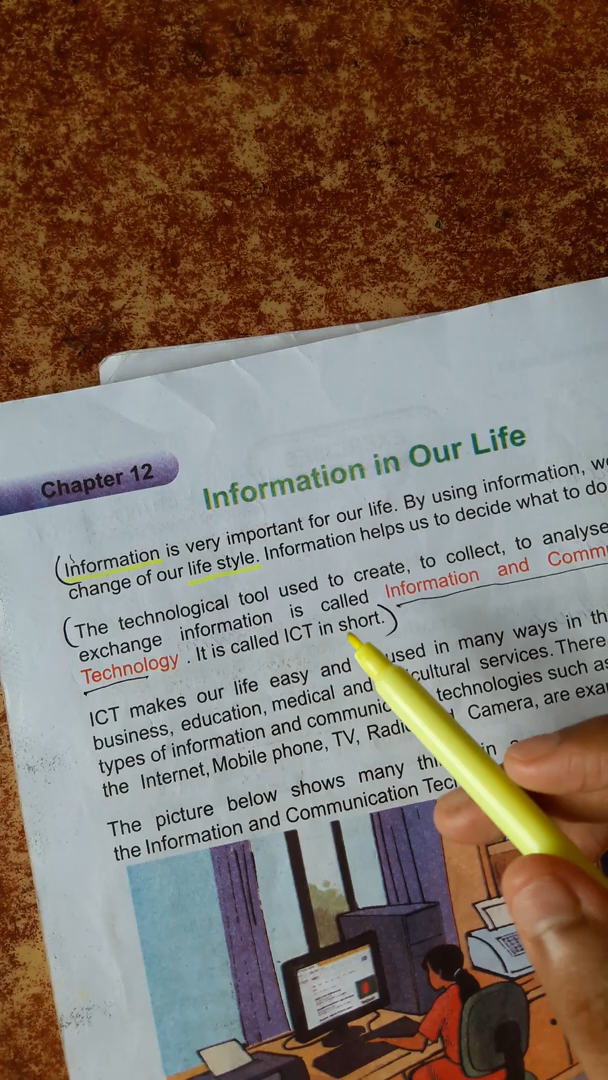 Chapter 12
Information in Our Life
Information is very important for our life. By using information, we
change of our life style. Information helps us to decide what to do
The technological tool used to create, to collect, to analyse
exchange information is called Information and Comm
Technology . It is called ICT in short.
ICT makes our life easy and used in many ways in th
business, education, medical and cultural services. There
types of information and technologies such as
the Internet, Mobile phone, TV, Camera, are
The picture below shows many in
the Information and Communication